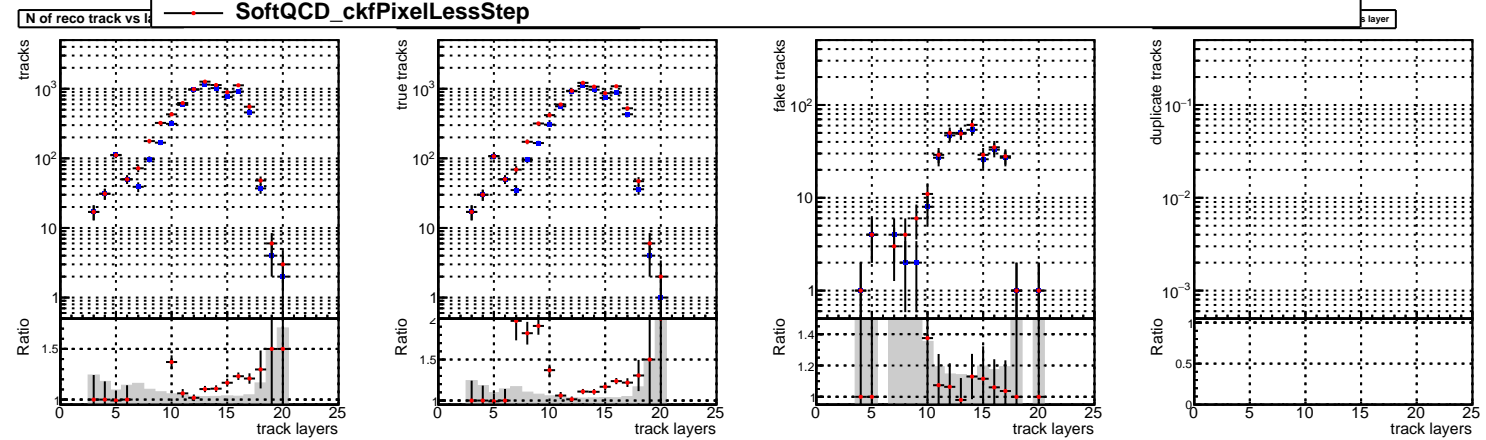 SoftQCD_ckfPixelLessStep
N of reco track vs la
s layer
tracks
10³
10²
10
1
Ratio
1.5
1
0 5 10 15 20 25
track layers
true tracks
10³
10²
10
1
Ratio
2
1.5
1
0 5 10 15 20 25
track layers
fake tracks
10²
10
1
Ratio
1.4
1.2
1
0 5 10 15 20 25
track layers
duplicate tracks
10⁻¹
10⁻²
10⁻³
Ratio
1
0.5
0
0 5 10 15 20 25
track layers